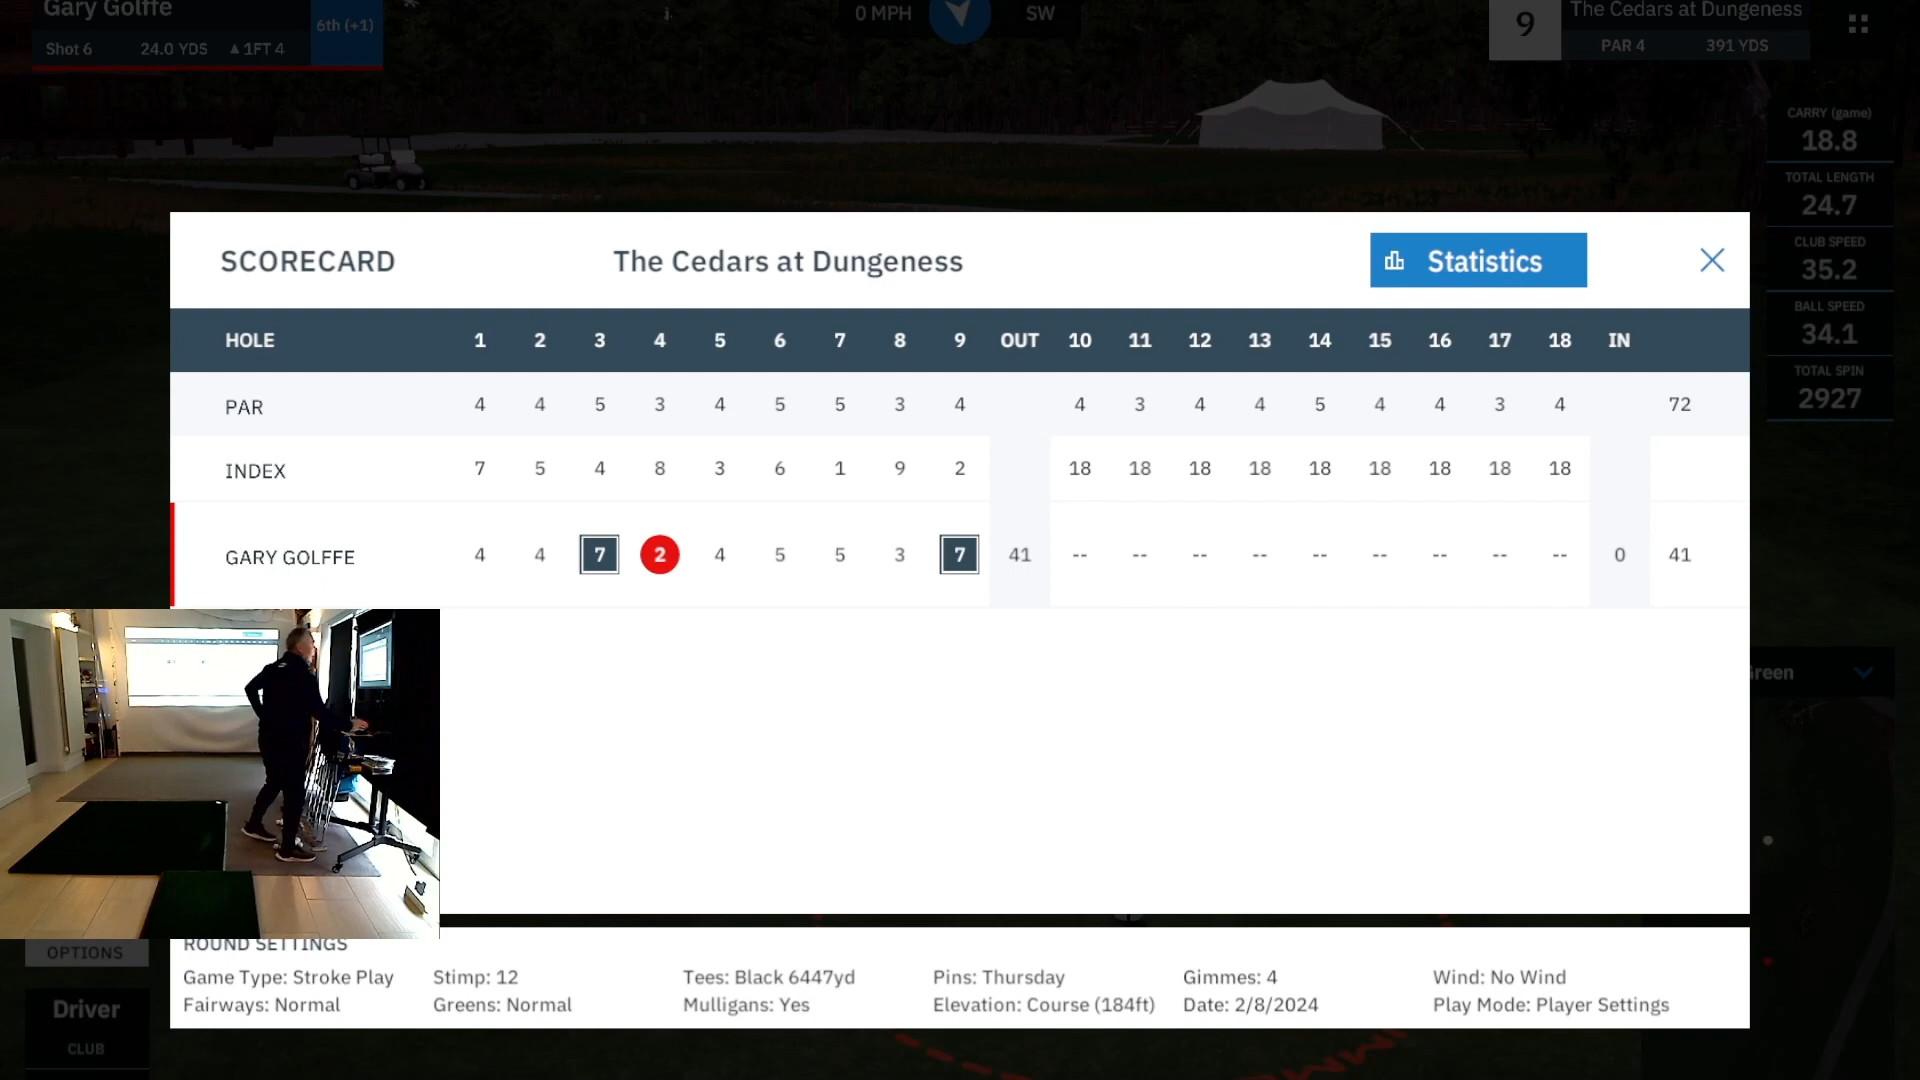 Gary Golffe
Shot 6 24.0 YDS ▲1FT 4 6th (+1)
0 MPH SW
9 The Cedars at Dungeness
PAR 4 391 YDS
CARRY (game)
18.8
TOTAL LENGTH
24.7
CLUB SPEED
35.2
BALL SPEED
34.1
TOTAL SPIN
2927
SCORECARD The Cedars at Dungeness Statistics
HOLE 1 2 3 4 5 6 7 8 9 OUT 10 11 12 13 14 15 16 17 18 IN
PAR 4 4 5 3 4 5 5 3 4 4 3 4 4 5 4 4 3 4 72
INDEX 7 5 4 8 3 6 1 9 2 18 18 18 18 18 18 18 18 18
GARY GOLFFE 4 4 7 2 4 5 5 3 7 41 -- -- -- -- -- -- -- -- -- 0 41
ROUND SETTINGS
Game Type: Stroke Play Stimp: 12 Tees: Black 6447yd Pins: Thursday Gimmes: 4 Wind: No Wind
Fairways: Normal Greens: Normal Mulligans: Yes Elevation: Course (184ft) Date: 2/8/2024 Play Mode: Player Settings
OPTIONS
Driver
CLUB